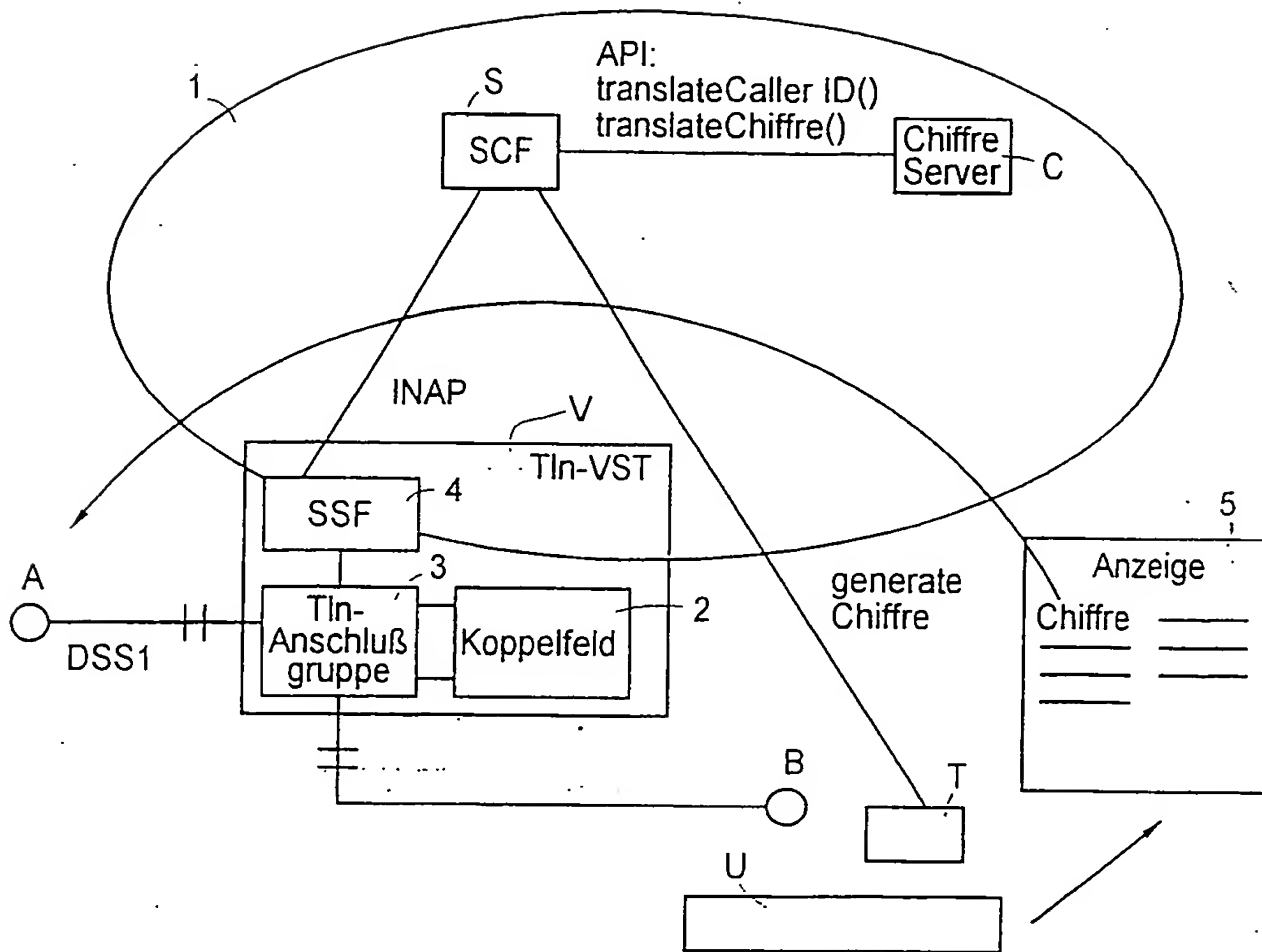 API:
translateCaller ID()
translateChiffre()
1
S
SCF
Chiffre
Server
C
INAP
V
Tln-VST
SSF
4
5
Anzeige
Chiffre
A
DSS1
3
Tln-
Anschluß
gruppe
Koppelfeld
2
generate
Chiffre
B
T
U